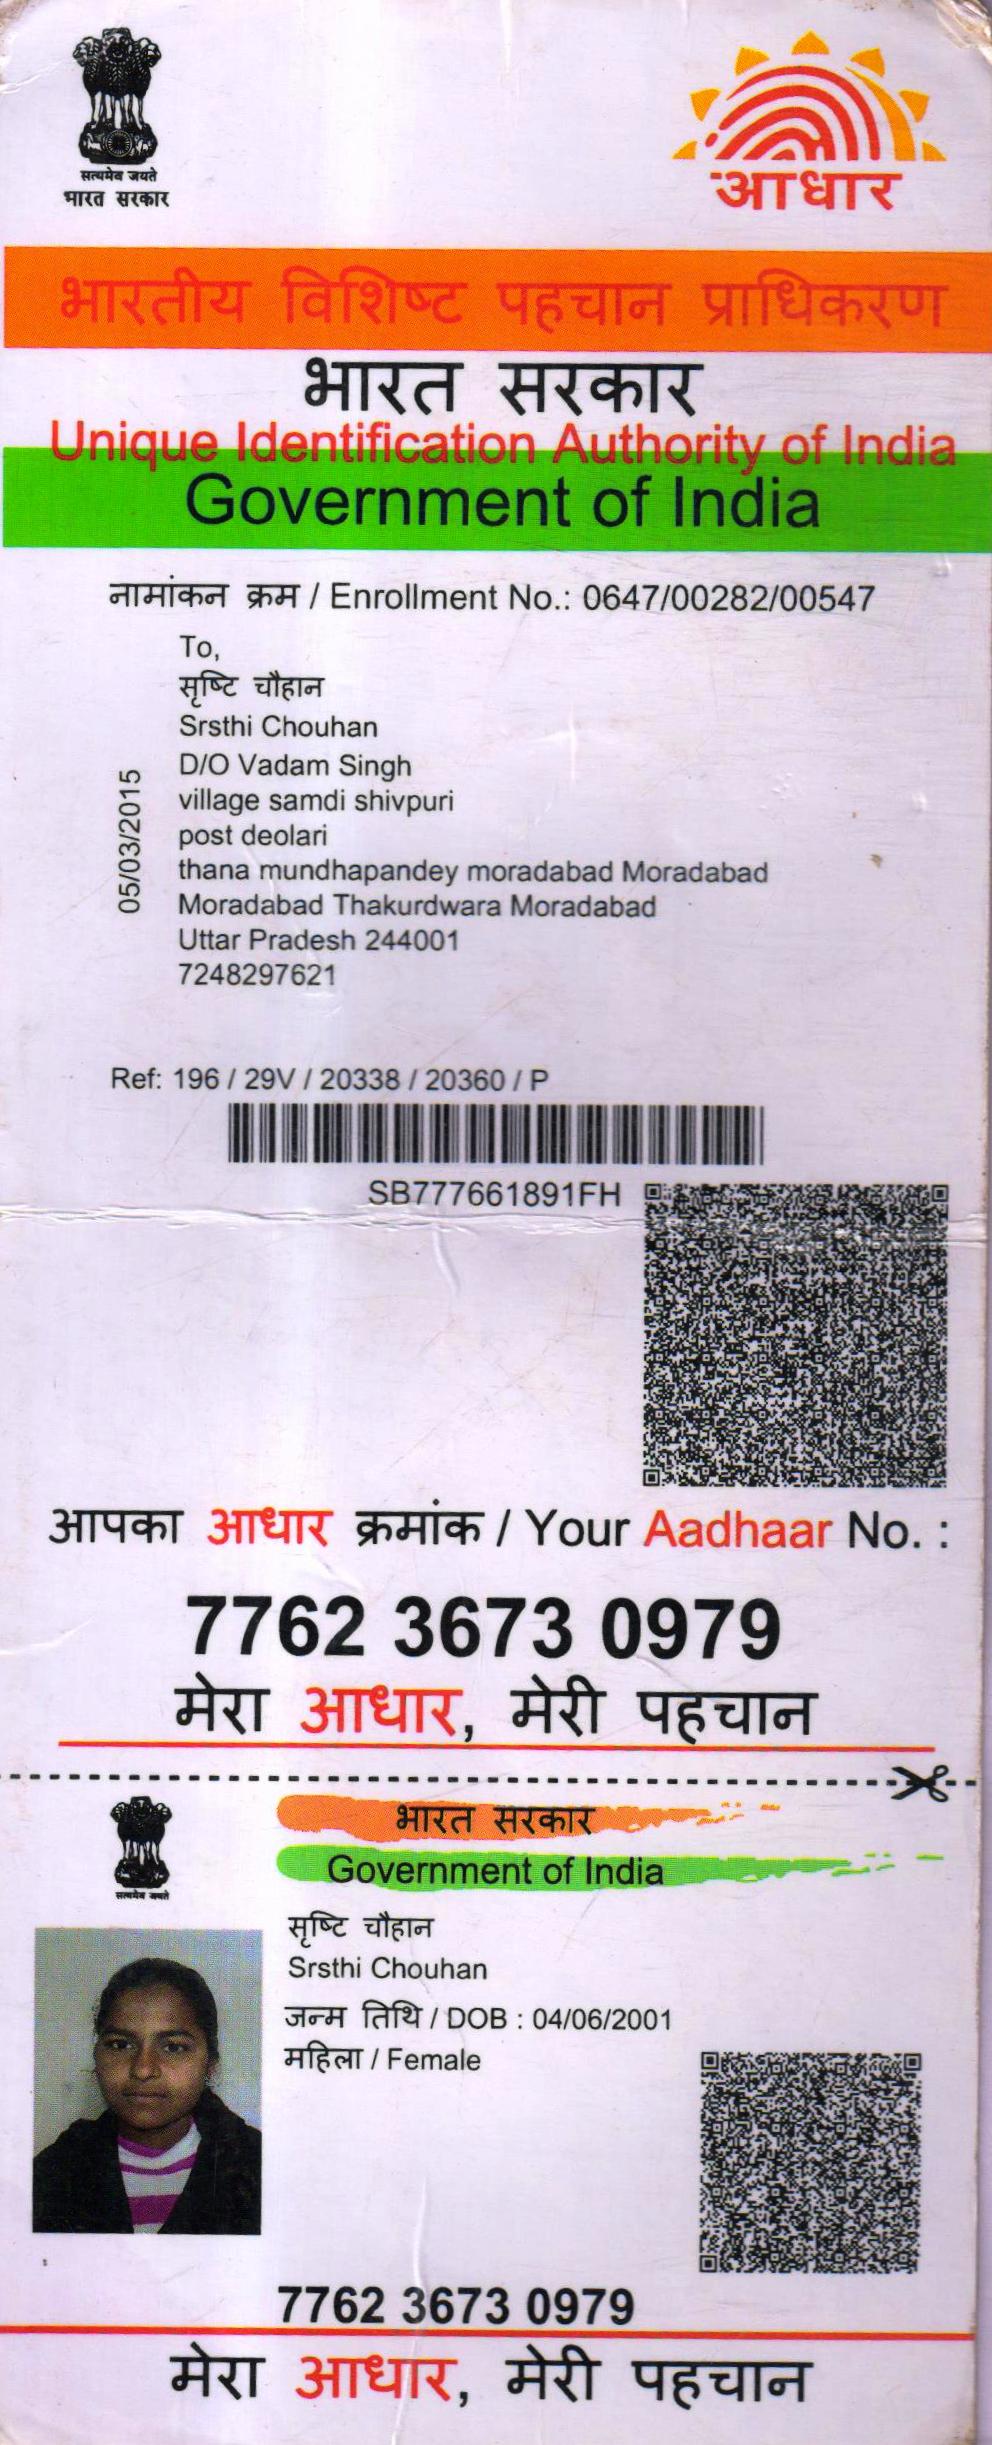 सत्यमेव जयते
भारत सरकार
आधार
भारतीय विशिष्ट पहचान प्राधिकरण
भारत सरकार
Unique Identification Authority of India
Government of India
नामांकन क्रम / Enrollment No.: 0647/00282/00547
To,
सृष्टि चौहान
Srsthi Chouhan
D/O Vadam Singh
village samdi shivpuri
post deolari
thana mundhapandey moradabad Moradabad
Moradabad Thakurdwara Moradabad
Uttar Pradesh 244001
7248297621
05/03/2015
Ref: 196 / 29V / 20338 / 20360 / P
SB777661891FH
आपका आधार क्रमांक / Your Aadhaar No. :
7762 3673 0979
मेरा आधार, मेरी पहचान
भारत सरकार
Government of India
सत्यमेव जयते
सृष्टि चौहान
Srsthi Chouhan
जन्म तिथि / DOB : 04/06/2001
महिला / Female
7762 3673 0979
मेरा आधार, मेरी पहचान